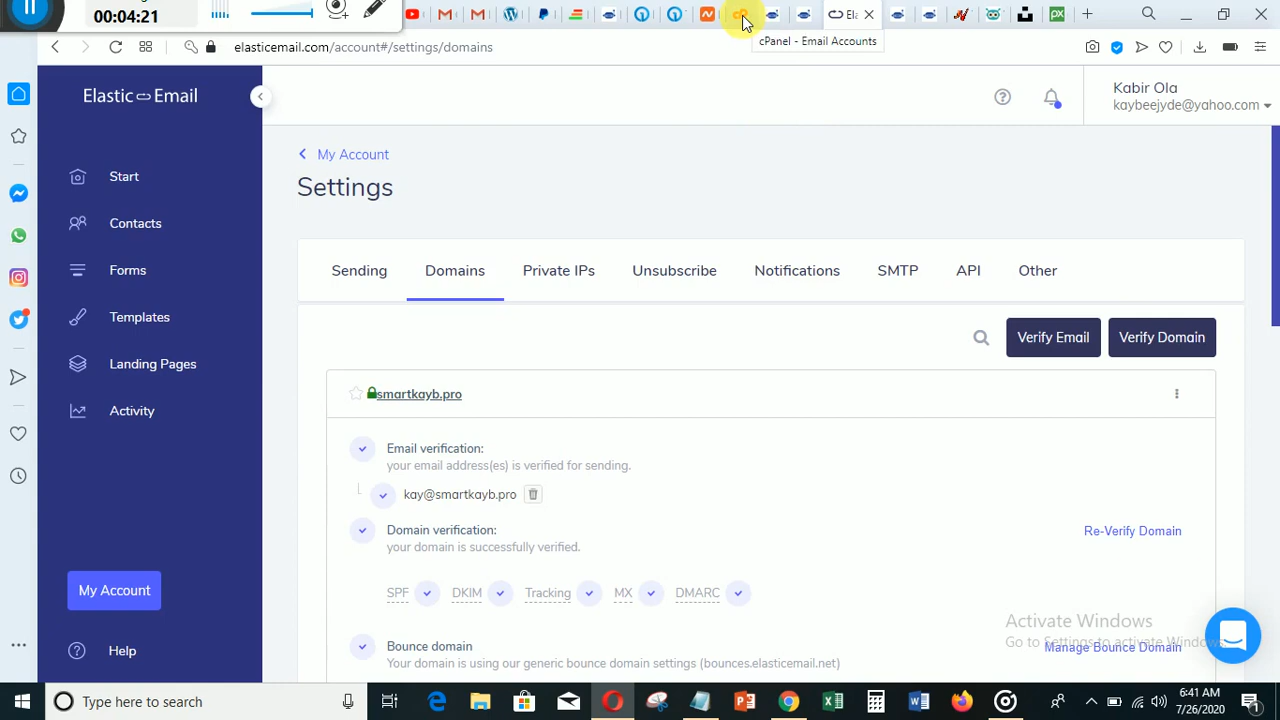 00:04:21
Ela
cPanel - Email Accounts
elasticemail.com/account#/settings/domains
Elastic Email
Kabir Ola
kaybeejyde@yahoo.com
Start
Contacts
Forms
Templates
Landing Pages
Activity
My Account
Help
My Account
Settings
Sending
Domains
Private IPs
Unsubscribe
Notifications
SMTP
API
Other
Verify Email
Verify Domain
smartkayb.pro
Email verification:
your email address(es) is verified for sending.
kay@smartkayb.pro
Domain verification:
your domain is successfully verified.
Re-Verify Domain
SPF
DKIM
Tracking
MX
DMARC
Bounce domain
Your domain is using our generic bounce domain settings (bounces.elasticemail.net)
Manage Bounce Domain
Activate Windows
Go to Settings to activate Windows.
Type here to search
6:41 AM
7/26/2020